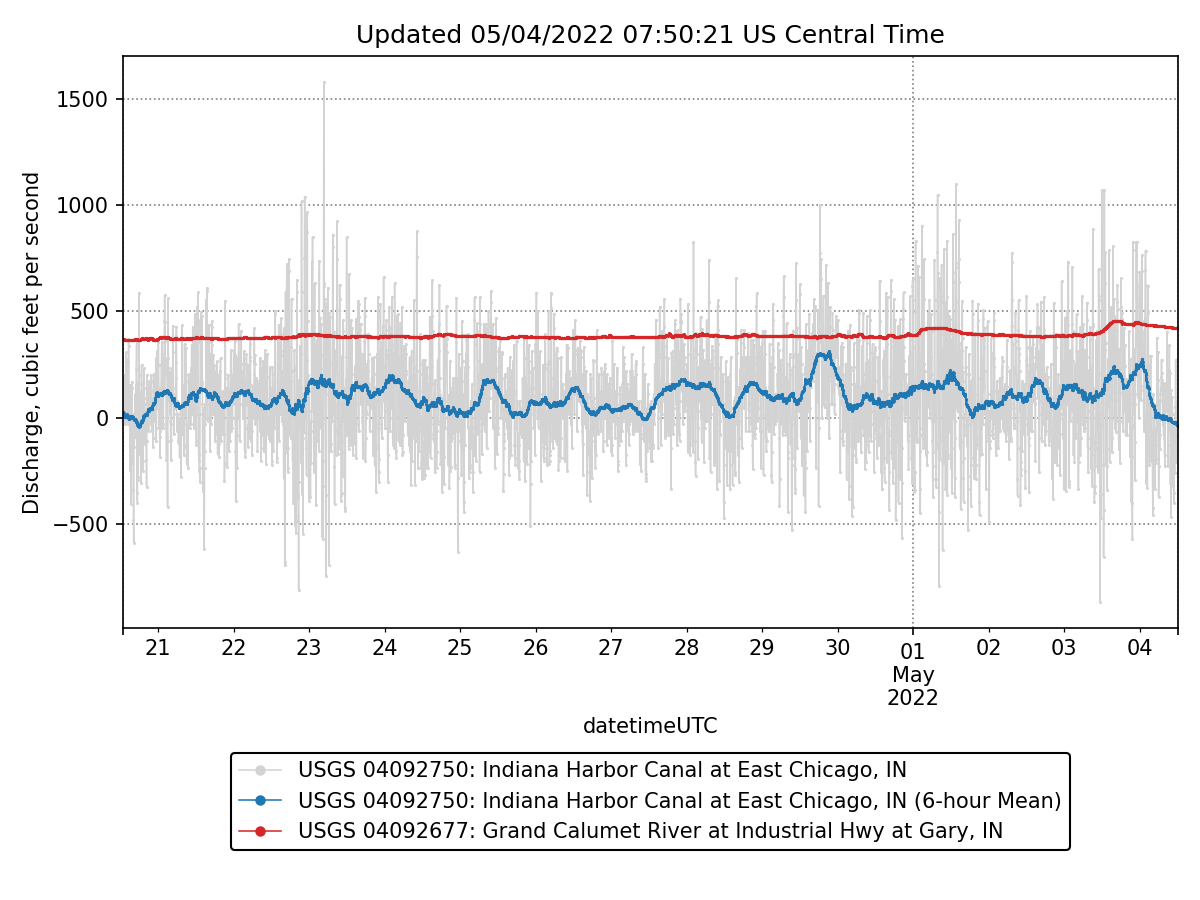 Updated 05/04/2022 07:50:21 US Central Time
Discharge, cubic feet per second
1500
1000
500
0
−500
21 22 23 24 25 26 27 28 29 30 01 02 03 04
May
2022
datetimeUTC
USGS 04092750: Indiana Harbor Canal at East Chicago, IN
USGS 04092750: Indiana Harbor Canal at East Chicago, IN (6-hour Mean)
USGS 04092677: Grand Calumet River at Industrial Hwy at Gary, IN